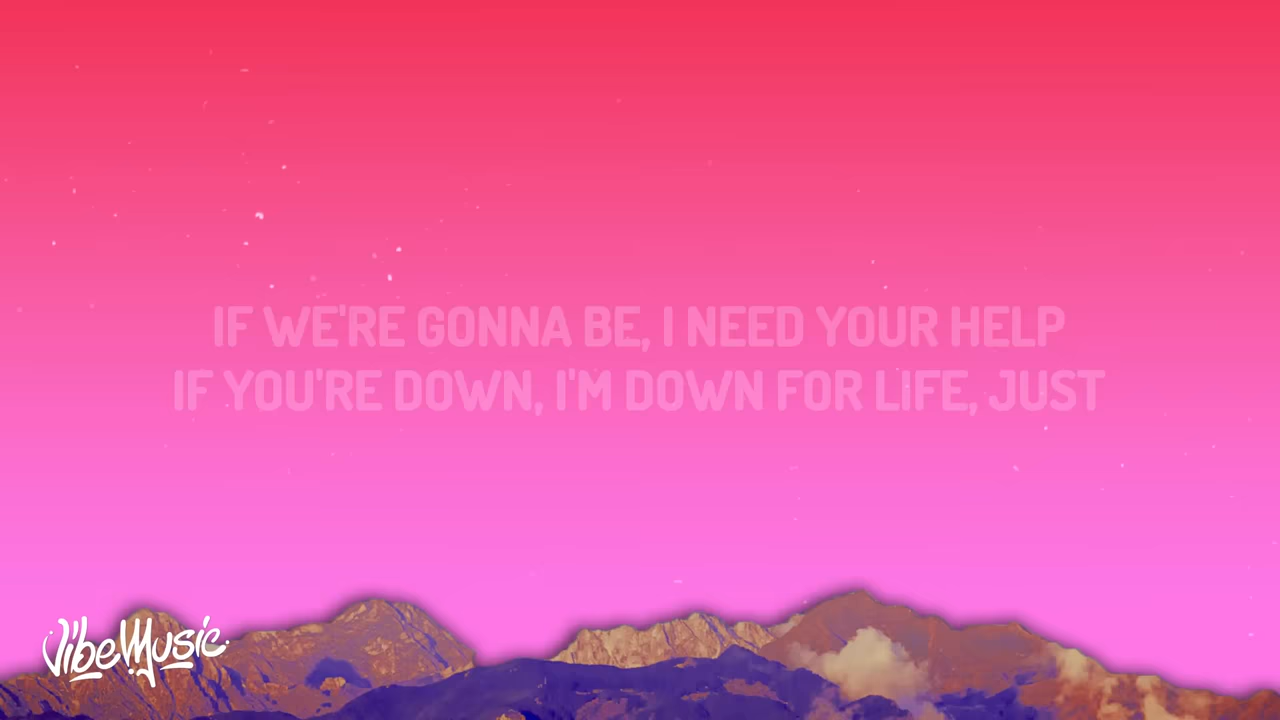 IF WE'RE GONNA BE, I NEED YOUR HELP
IF YOU'RE DOWN, I'M DOWN FOR LIFE, JUST
VibeMusic